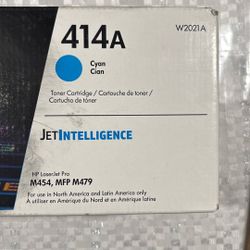 W2021A
414A
Cyan
Cian
Toner Cartridge / Cartouche de toner /
Cartucho de tóner
JETINTELLIGENCE
HP LaserJet Pro
M454, MFP M479
For use in North America and Latin America only
A utiliser en Amérique du Nord et en Amérique latine